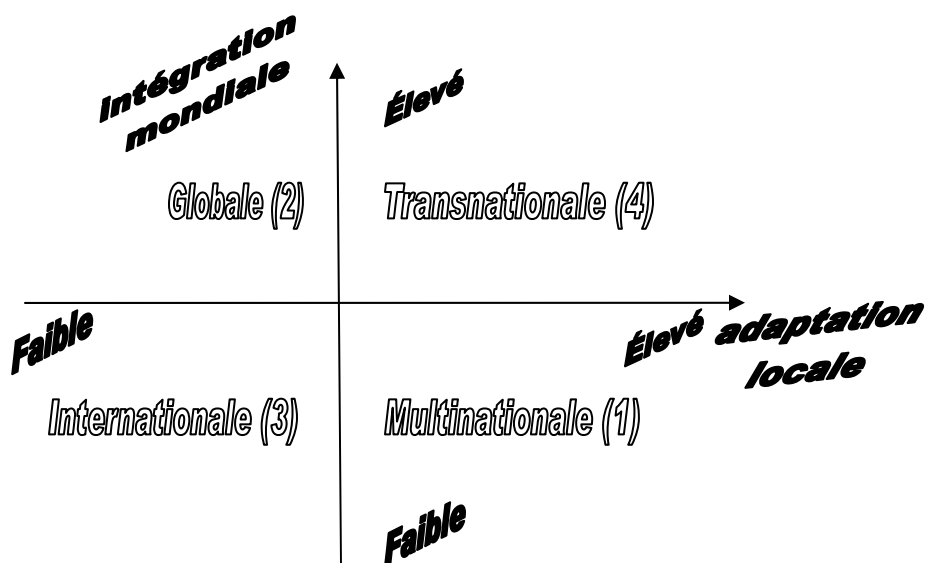 Intégration
mondiale
Élevé
Globale (2)
Transnationale (4)
Faible
Élevé
adaptation
locale
Internationale (3)
Multinationale (1)
Faible